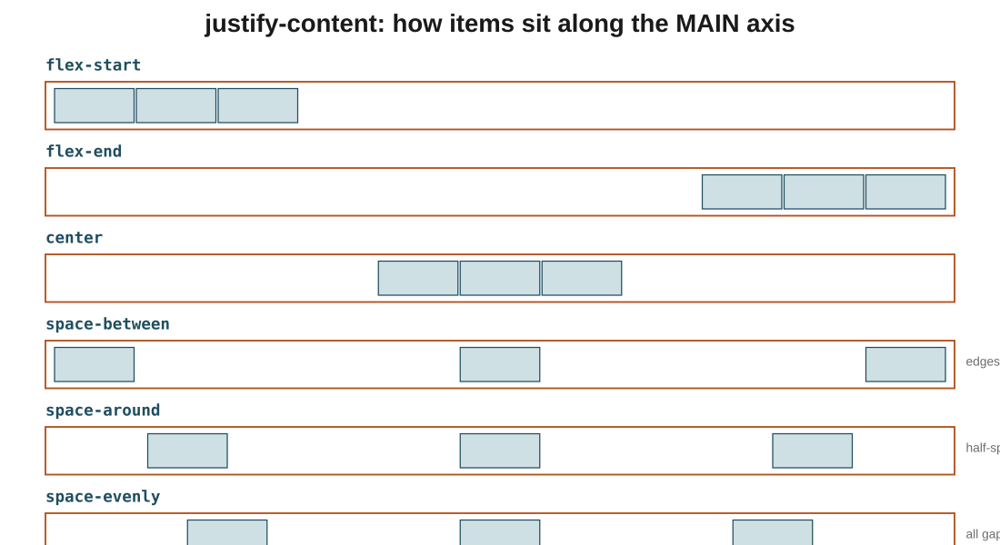 justify-content: how items sit along the MAIN axis
flex-start
flex-end
center
space-between
edges
space-around
space-evenly
all